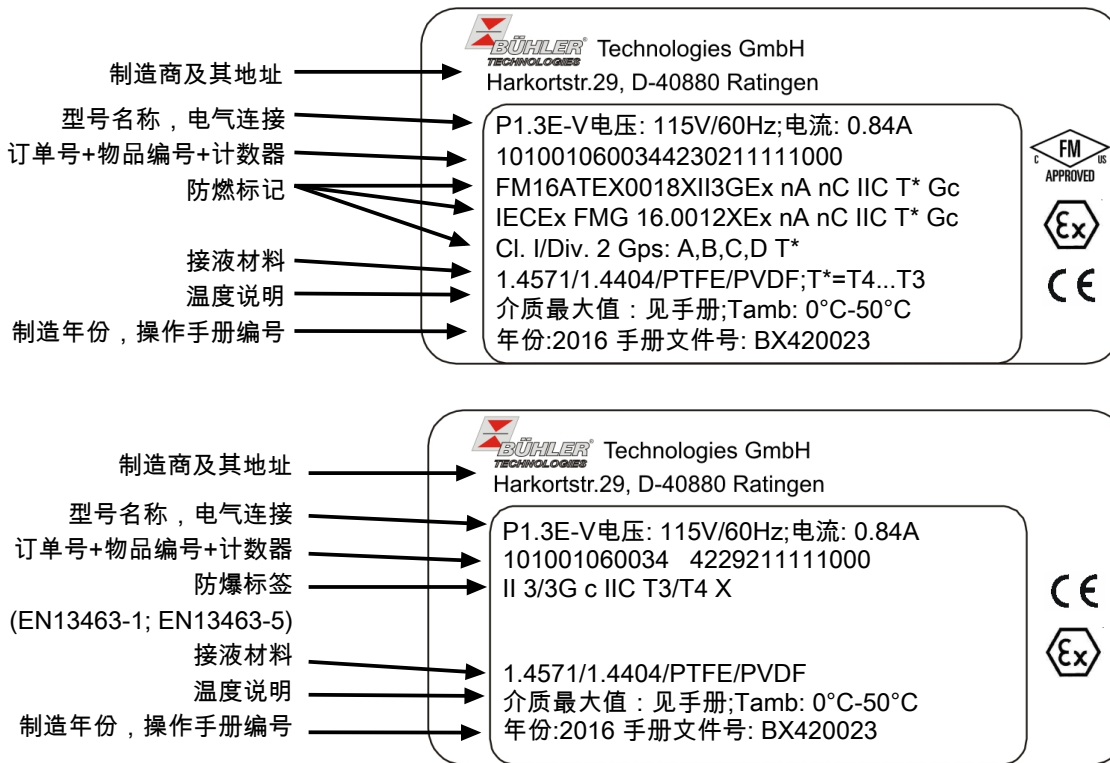 BÜHLER® Technologies GmbH
TECHNOLOGIES
制造商及其地址
Harkortstr.29, D-40880 Ratingen
型号名称，电气连接
P1.3E-V电压: 115V/60Hz;电流: 0.84A
订单号+物品编号+计数器
1010010600344230211111000
防燃标记
FM16ATEX0018XII3GEx nA nC IIC T* Gc
IECEx FMG 16.0012XEx nA nC IIC T* Gc
Cl. I/Div. 2 Gps: A,B,C,D T*
接液材料
1.4571/1.4404/PTFE/PVDF;T*=T4...T3
温度说明
介质最大值：见手册;Tamb: 0°C-50°C
制造年份，操作手册编号
年份:2016 手册文件号: BX420023
C FM US
APPROVED
Ex
CE
BÜHLER® Technologies GmbH
TECHNOLOGIES
制造商及其地址
Harkortstr.29, D-40880 Ratingen
型号名称，电气连接
P1.3E-V电压: 115V/60Hz;电流: 0.84A
订单号+物品编号+计数器
101001060034 4229211111000
防爆标签
II 3/3G c IIC T3/T4 X
(EN13463-1; EN13463-5)
接液材料
1.4571/1.4404/PTFE/PVDF
温度说明
介质最大值：见手册;Tamb: 0°C-50°C
制造年份，操作手册编号
年份:2016 手册文件号: BX420023
CE
Ex